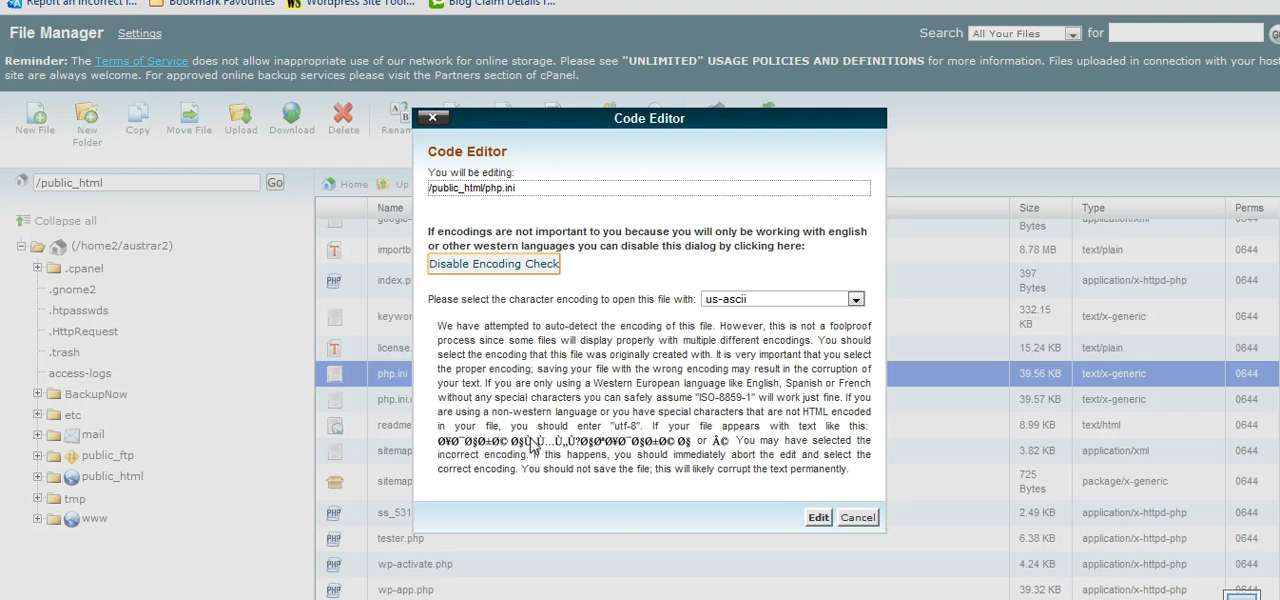 Report an Incorrect I... Bookmark Favourites Wordpress Site Tool... Blog Claim Details f...
File Manager Settings Search All Your Files for
Reminder: The Terms of Service does not allow inappropriate use of our network for online storage. Please see "UNLIMITED" USAGE POLICIES AND DEFINITIONS for more information. Files uploaded in connection with your
site are always welcome. For approved online backup services please visit the Partners section of cPanel.
New File New Folder Copy Move File Upload Download Delete
Code Editor
Code Editor
You will be editing:
/public_html/php.ini
If encodings are not important to you because you will only be working with english
or other western languages you can disable this dialog by clicking here:
Disable Encoding Check
Please select the character encoding to open this file with: us-ascii
We have attempted to auto-detect the encoding of this file. However, this is not a foolproof
process since some files will display properly with multiple different encodings. You should
select the encoding that this file was originally created with. It is very important that you select
the proper encoding; saving your file with the wrong encoding may result in the corruption of
your text. If you are only using a Western European language like English, Spanish or French
without any special characters you can safely assume "ISO-8859-1" will work just fine. If you
are using a non-western language or you have special characters that are not HTML encoded
in your file, you should enter "utf-8". If your file appears with text like this:
or Â© You may have selected the
incorrect encoding. If this happens, you should immediately abort the edit and select the
correct encoding. You should not save the file; this will likely corrupt the text permanently.
Edit Cancel
/public_html Go
Collapse all
(/home2/austrar2)
.cpanel
.gnome2
.htpasswds
.HttpRequest
.trash
access-logs
BackupNow
etc
mail
public_ftp
public_html
tmp
www
Home Up
Name Size Type Perms
Bytes 0644
8.78 MB text/plain 0644
index.p 397 Bytes application/x-httpd-php 0644
332.15 KB text/x-generic 0644
license. 15.24 KB text/plain 0644
php.ini 39.56 KB text/x-generic 0644
39.57 KB text/x-generic 0644
8.99 KB text/html 0644
3.82 KB application/xml 0644
725 Bytes package/x-generic 0644
ss_531 2.49 KB application/x-httpd-php 0644
tester.php 6.38 KB application/x-httpd-php 0644
wp-activate.php 4.24 KB application/x-httpd-php 0644
wp-app.php 39.32 KB application/x-httpd-php 0644